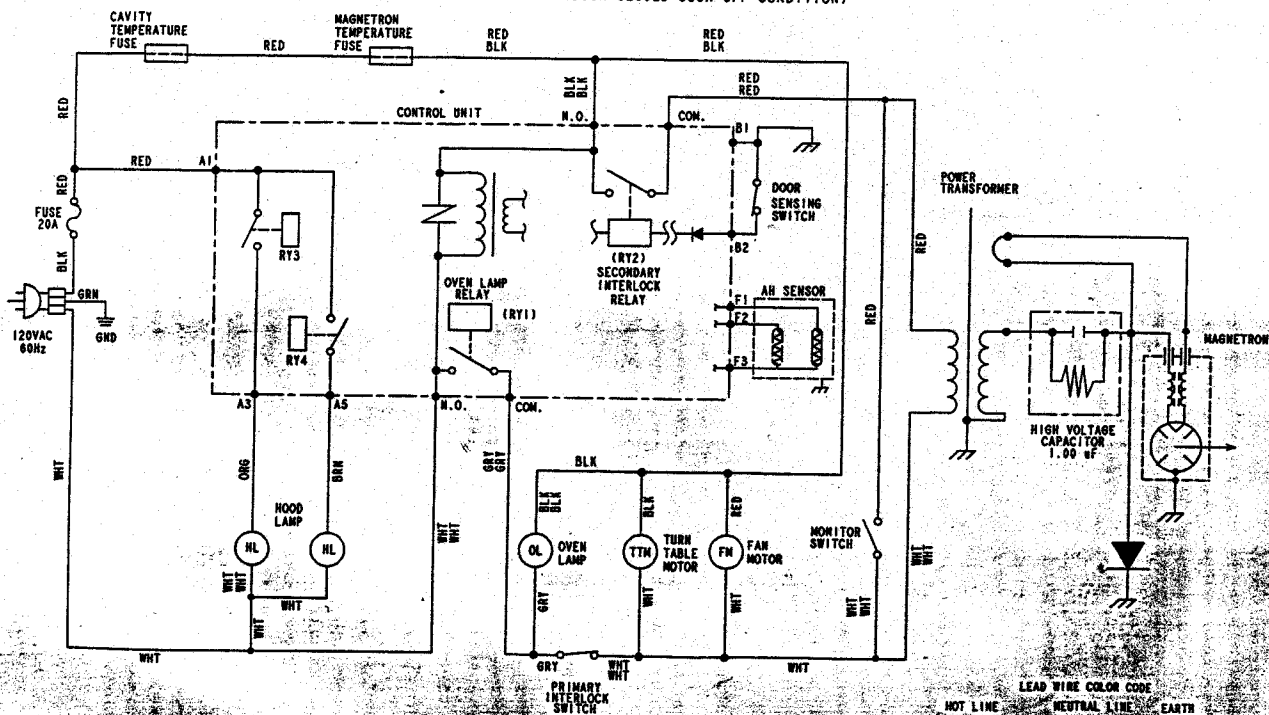 CAVITY
TEMPERATURE
FUSE
RED
MAGNETRON
TEMPERATURE
FUSE
RED
BLK
RED
BLK
RED
BLK
BLK
RED
RED
CONTROL UNIT
N.O.
COM.
B1
RED
A1
RED
FUSE
20A
BLK
GRN
120VAC
60Hz
GND
RY3
RY4
OVEN LAMP
RELAY
(RY1)
(RY2)
SECONDARY
INTERLOCK
RELAY
DOOR
SENSING
SWITCH
B2
F1
F2
F3
AH SENSOR
POWER
TRANSFORMER
RED
RED
MAGNETRON
HIGH VOLTAGE
CAPACITOR
1.00 uF
A3
A5
N.O.
COM.
WHT
ORG
BRN
GRY
GRY
BLK
HOOD
LAMP
HL
HL
WHT
WHT
WHT
WHT
WHT
WHT
WHT
BLK
BLK
BLK
RED
OL
OVEN
LAMP
TTM
TURN
TABLE
MOTOR
FM
FAN
MOTOR
MONITOR
SWITCH
WHT
WHT
GRY
WHT
WHT
WHT
WHT
GRY
WHT
WHT
WHT
PRIMARY
INTERLOCK
SWITCH
LEAD WIRE COLOR CODE
HOT LINE
NEUTRAL LINE
EARTH